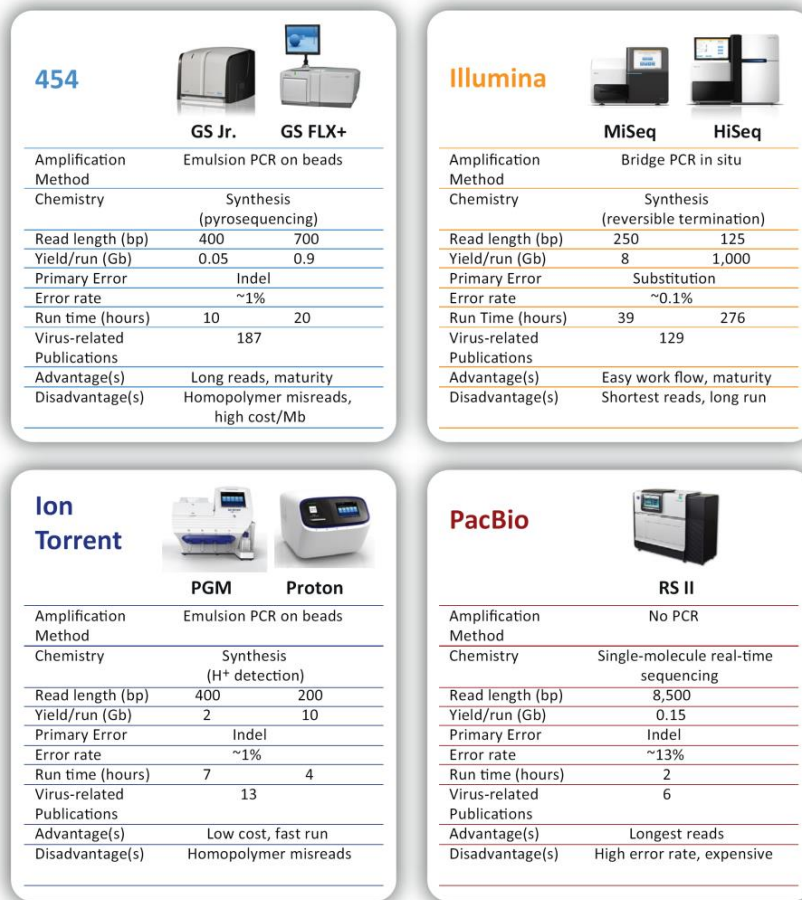 454
GS Jr. GS FLX+
Amplification Emulsion PCR on beads
Method
Chemistry Synthesis
(pyrosequencing)
Read length (bp) 400 700
Yield/run (Gb) 0.05 0.9
Primary Error Indel
Error rate ~1%
Run time (hours) 10 20
Virus-related 187
Publications
Advantage(s) Long reads, maturity
Disadvantage(s) Homopolymer misreads,
high cost/Mb
Illumina
MiSeq HiSeq
Amplification Bridge PCR in situ
Method
Chemistry Synthesis
(reversible termination)
Read length (bp) 250 125
Yield/run (Gb) 8 1,000
Primary Error Substitution
Error rate ~0.1%
Run Time (hours) 39 276
Virus-related 129
Publications
Advantage(s) Easy work flow, maturity
Disadvantage(s) Shortest reads, long run
Ion
Torrent
PGM Proton
Amplification Emulsion PCR on beads
Method
Chemistry Synthesis
(H⁺ detection)
Read length (bp) 400 200
Yield/run (Gb) 2 10
Primary Error Indel
Error rate ~1%
Run time (hours) 7 4
Virus-related 13
Publications
Advantage(s) Low cost, fast run
Disadvantage(s) Homopolymer misreads
PacBio
RS II
Amplification No PCR
Method
Chemistry Single-molecule real-time
sequencing
Read length (bp) 8,500
Yield/run (Gb) 0.15
Primary Error Indel
Error rate ~13%
Run time (hours) 2
Virus-related 6
Publications
Advantage(s) Longest reads
Disadvantage(s) High error rate, expensive